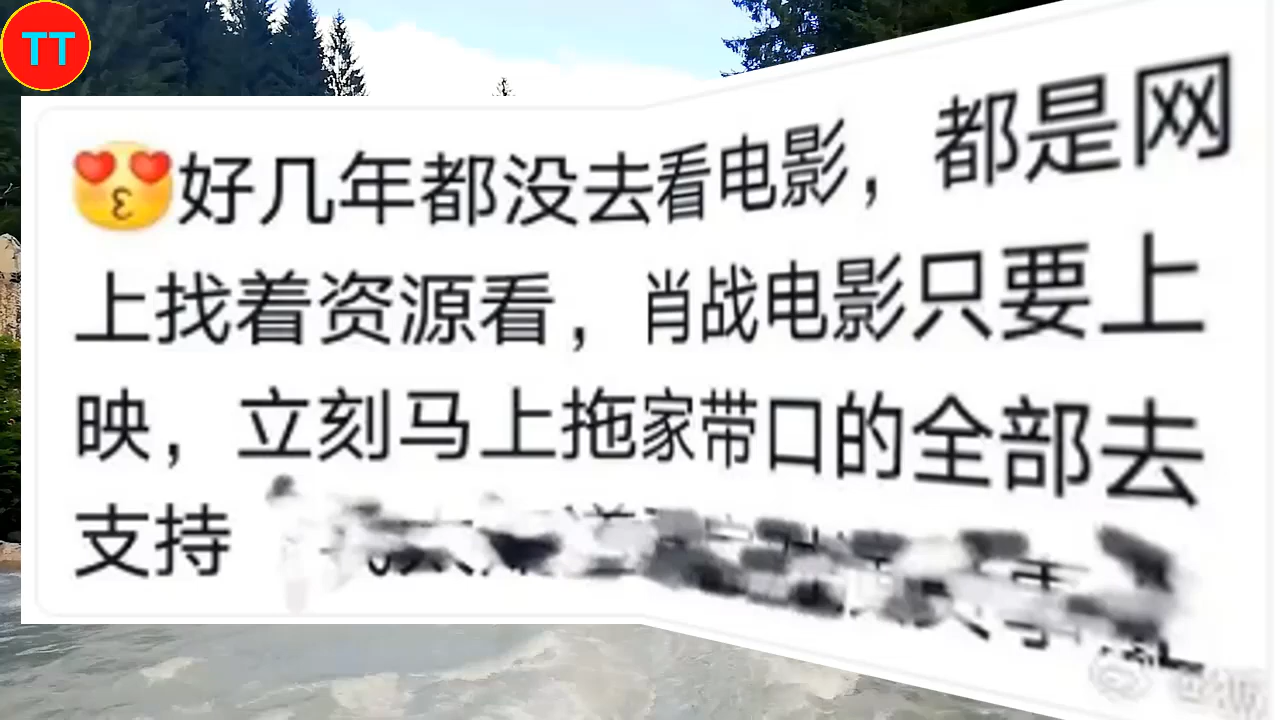 TT
😍好几年都没去看电影，都是网
上找着资源看，肖战电影只要上
映，立刻马上拖家带口的全部去
支持